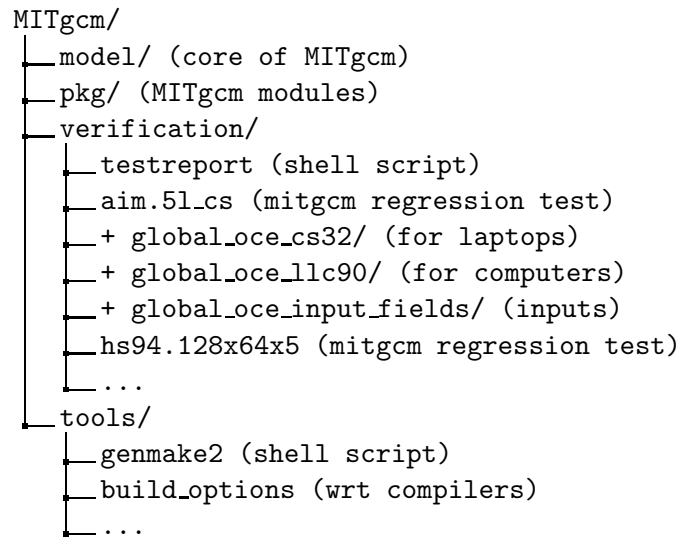 MITgcm/
model/ (core of MITgcm)
pkg/ (MITgcm modules)
verification/
testreport (shell script)
aim.5l_cs (mitgcm regression test)
+ global_oce_cs32/ (for laptops)
+ global_oce_llc90/ (for computers)
+ global_oce_input_fields/ (inputs)
hs94.128x64x5 (mitgcm regression test)
...
tools/
genmake2 (shell script)
build_options (wrt compilers)
...